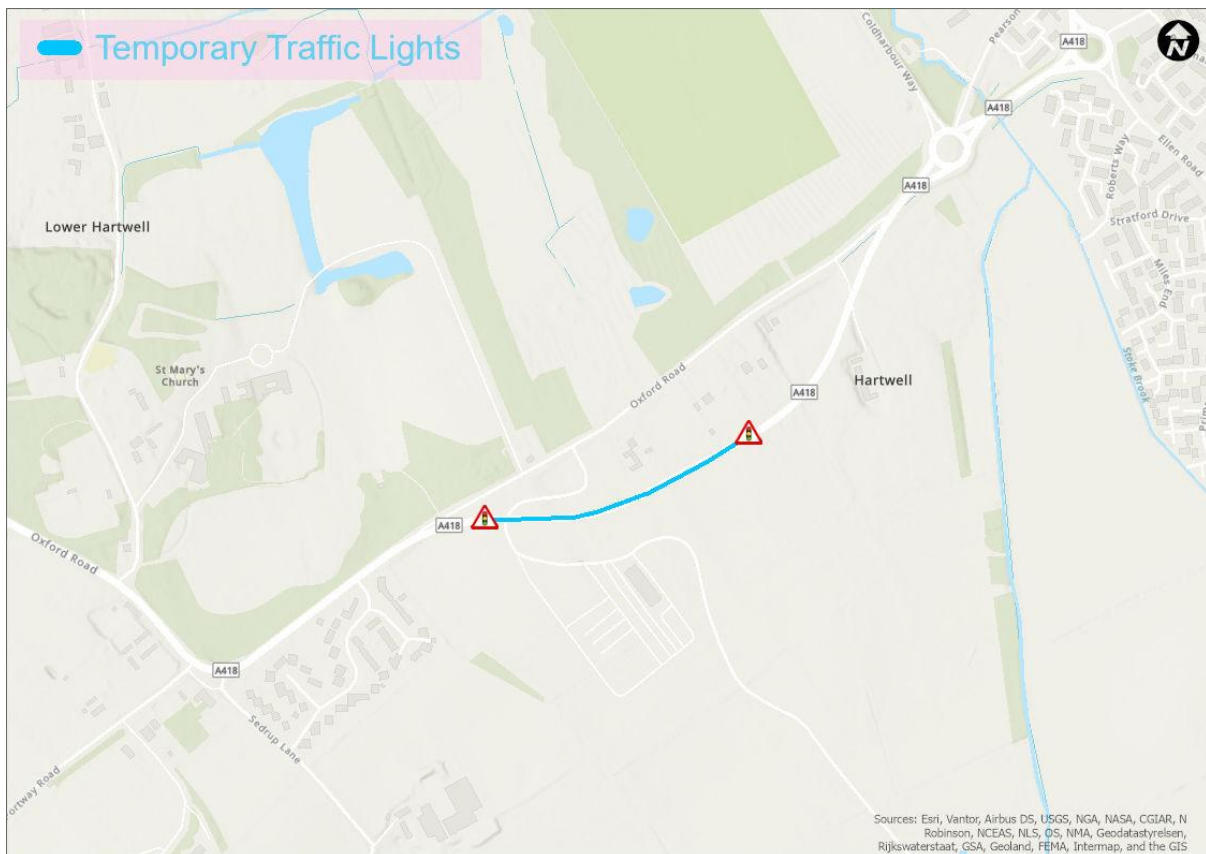 Temporary Traffic Lights
N
Coldharbour Way
Pearson
A418
A418
Ellen Road
Roberts Way
A418
Stratford Drive
Lower Hartwell
Miles End
St Mary's
Church
Stoke Brook
Oxford Road
Hartwell
A418
A418
Oxford Road
A418
Sedrup Lane
ortway Road
Sources: Esri, Vantor, Airbus DS, USGS, NGA, NASA, CGIAR, N
Robinson, NCEAS, NLS, OS, NMA, Geodatastyrelsen,
Rijkswaterstaat, GSA, Geoland, FEMA, Intermap, and the GIS